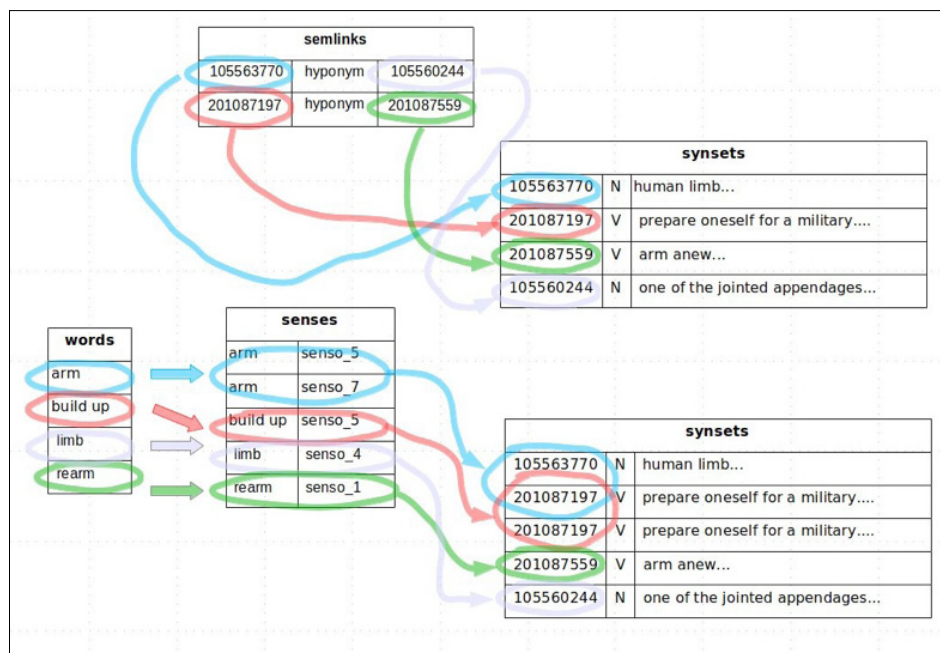 semlinks
105563770 hyponym 105560244
201087197 hyponym 201087559
synsets
105563770 N human limb...
201087197 V prepare oneself for a military....
201087559 V arm anew...
105560244 N one of the jointed appendages...
words
arm
build up
limb
rearm
senses
arm senso_5
arm senso_7
build up senso_5
limb senso_4
rearm senso_1
synsets
105563770 N human limb...
201087197 V prepare oneself for a military....
201087197 V prepare oneself for a military....
201087559 V arm anew...
105560244 N one of the jointed appendages...